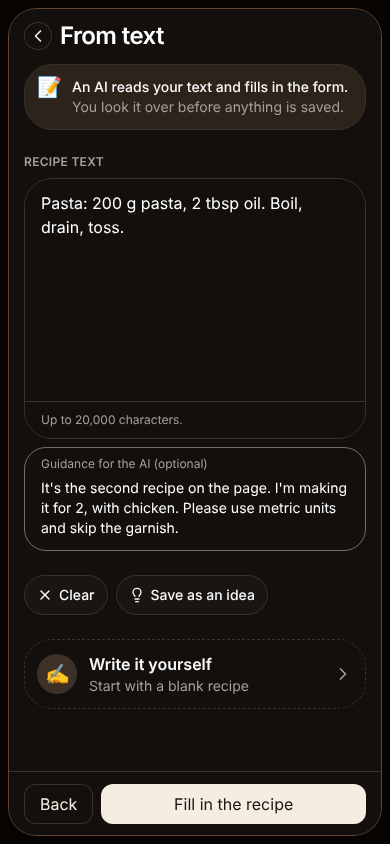 From text
An AI reads your text and fills in the form.
You look it over before anything is saved.
RECIPE TEXT
Pasta: 200 g pasta, 2 tbsp oil. Boil,
drain, toss.
Up to 20,000 characters.
Guidance for the AI (optional)
It's the second recipe on the page. I'm making
it for 2, with chicken. Please use metric units
and skip the garnish.
Clear
Save as an idea
Write it yourself
Start with a blank recipe
Back
Fill in the recipe